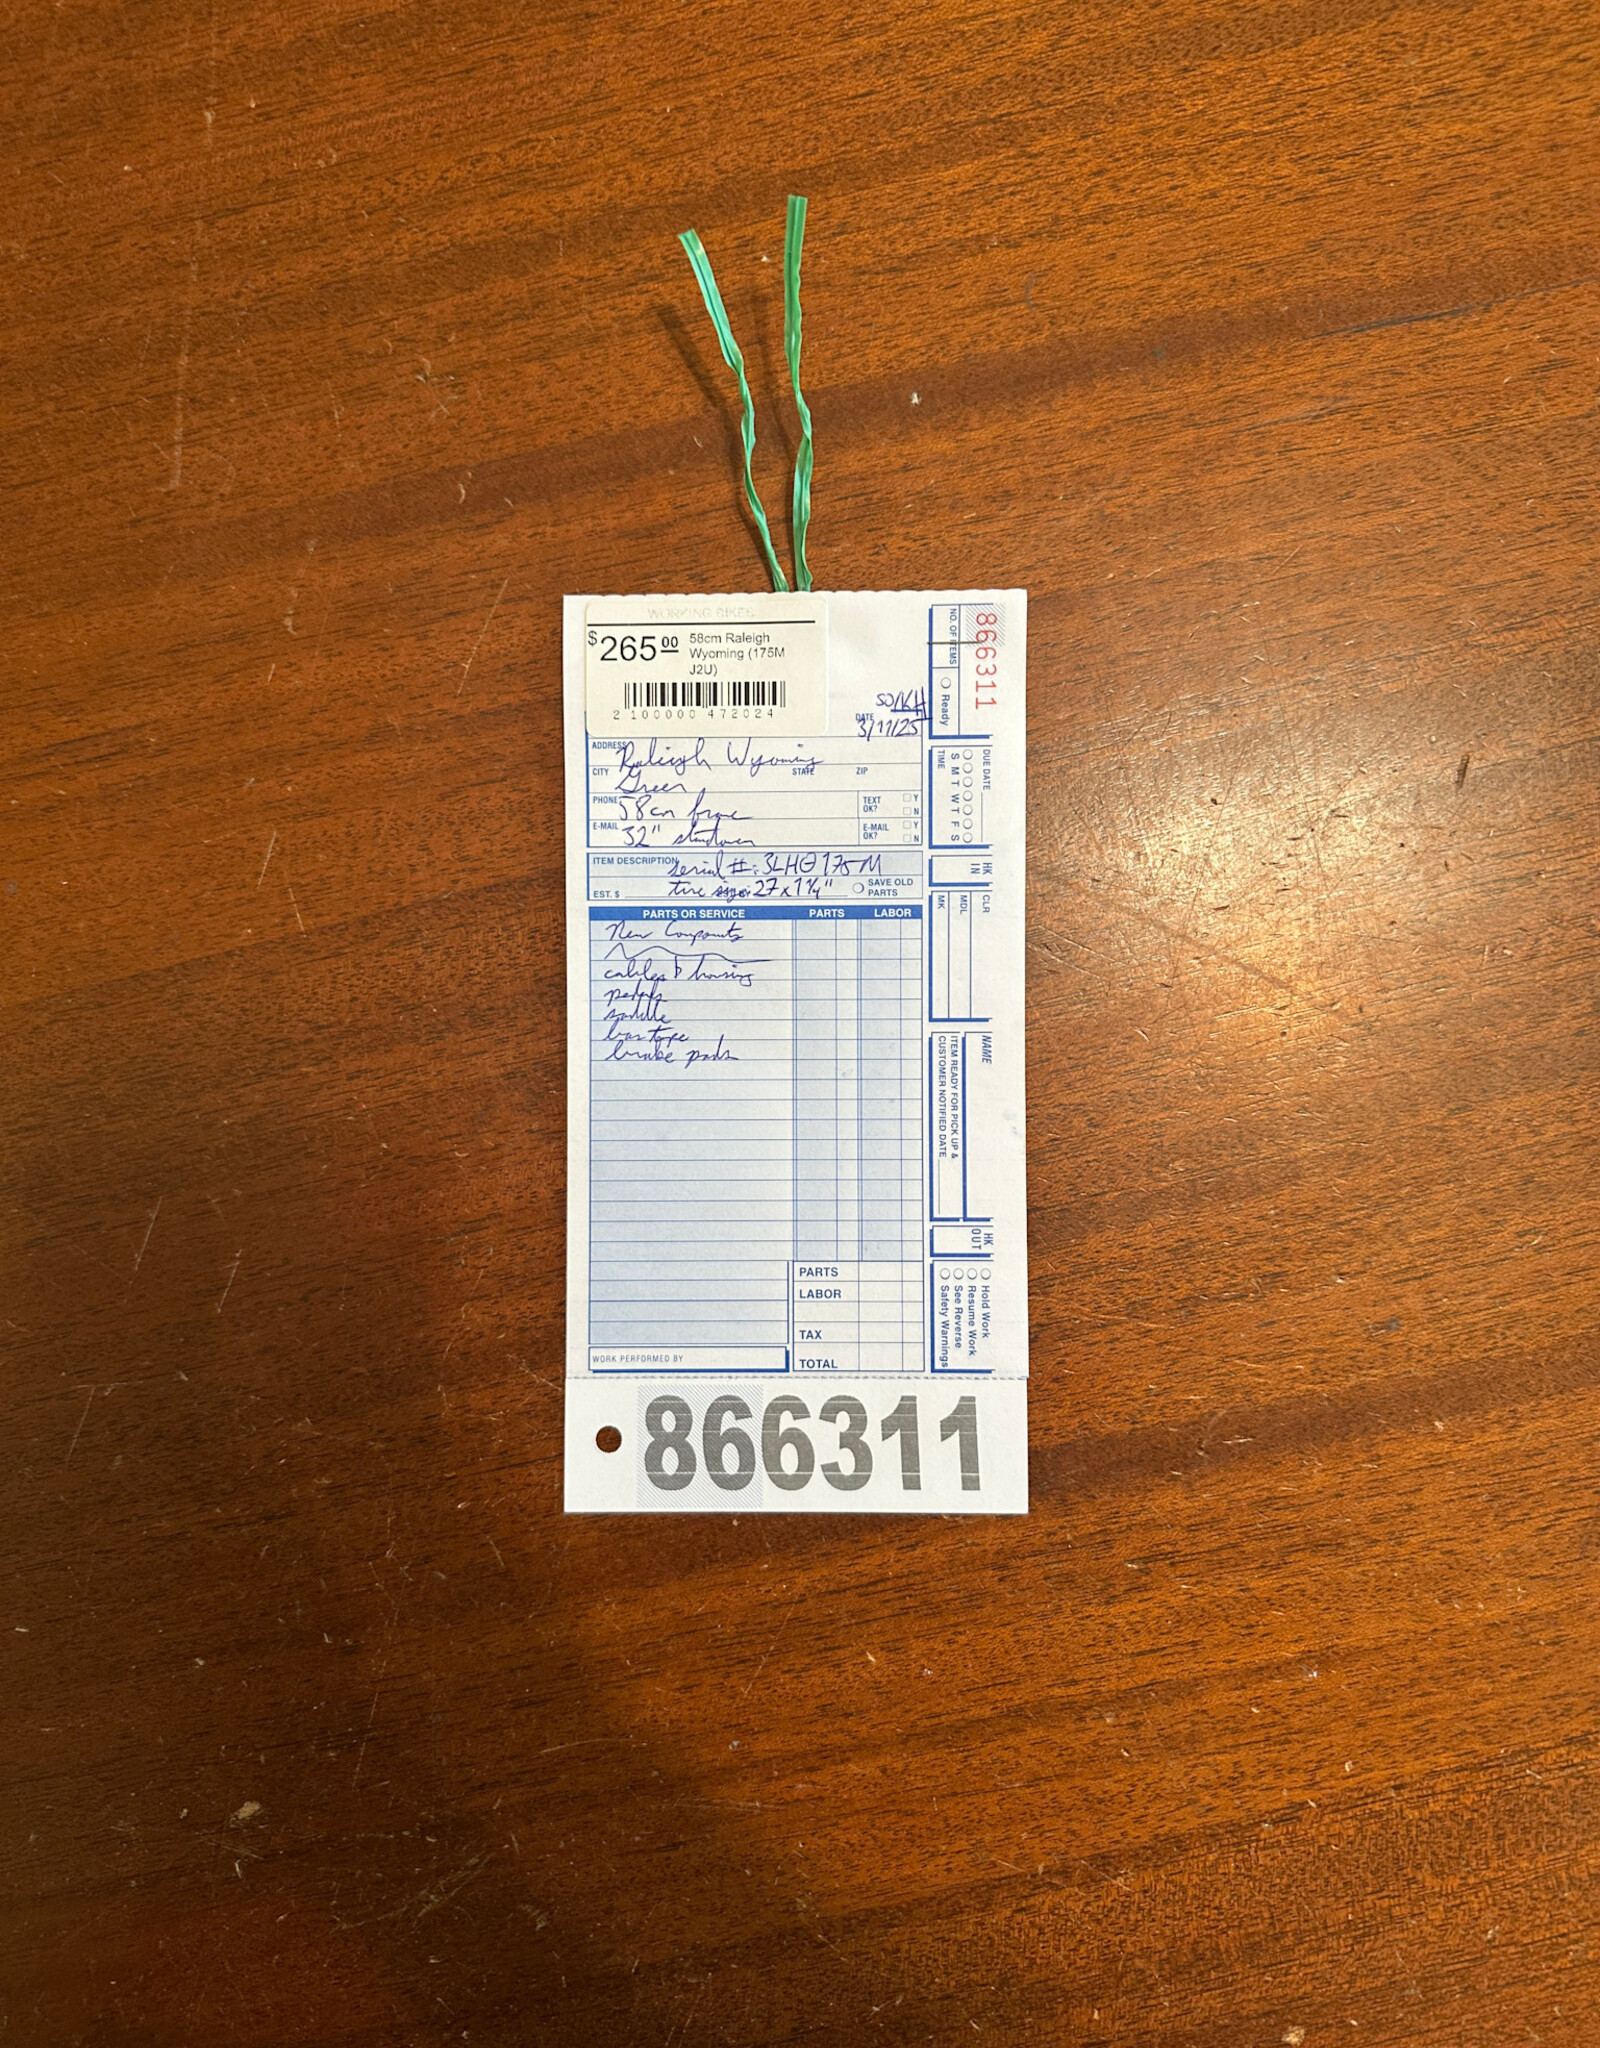 WORKING BIKES
$265.00 58cm Raleigh
Wyoming (175M
J2U)
2 100000 472024
SO/KH
DATE
3/11/25
ADDRESS Raleigh Wyoming
CITY STATE ZIP
Green
PHONE 58cm frame TEXT OK? Y N
E-MAIL 32" standover E-MAIL OK? Y N
ITEM DESCRIPTION serial #: 3LHO175M
EST. $ tire size: 27 x 1 1/4" SAVE OLD PARTS
PARTS OR SERVICE PARTS LABOR
New Components
cables & housing
pedals
saddle
bar tape
brake pads
PARTS
LABOR
TAX
WORK PERFORMED BY TOTAL
866311
NO. OF ITEMS
Ready
DUE DATE
S M T W T F S
TIME
HK IN
CLR
MDL
MK
NAME
ITEM READY FOR PICK UP &
CUSTOMER NOTIFIED DATE
HK OUT
Hold Work
Resume Work
See Reverse
Safety Warnings
866311